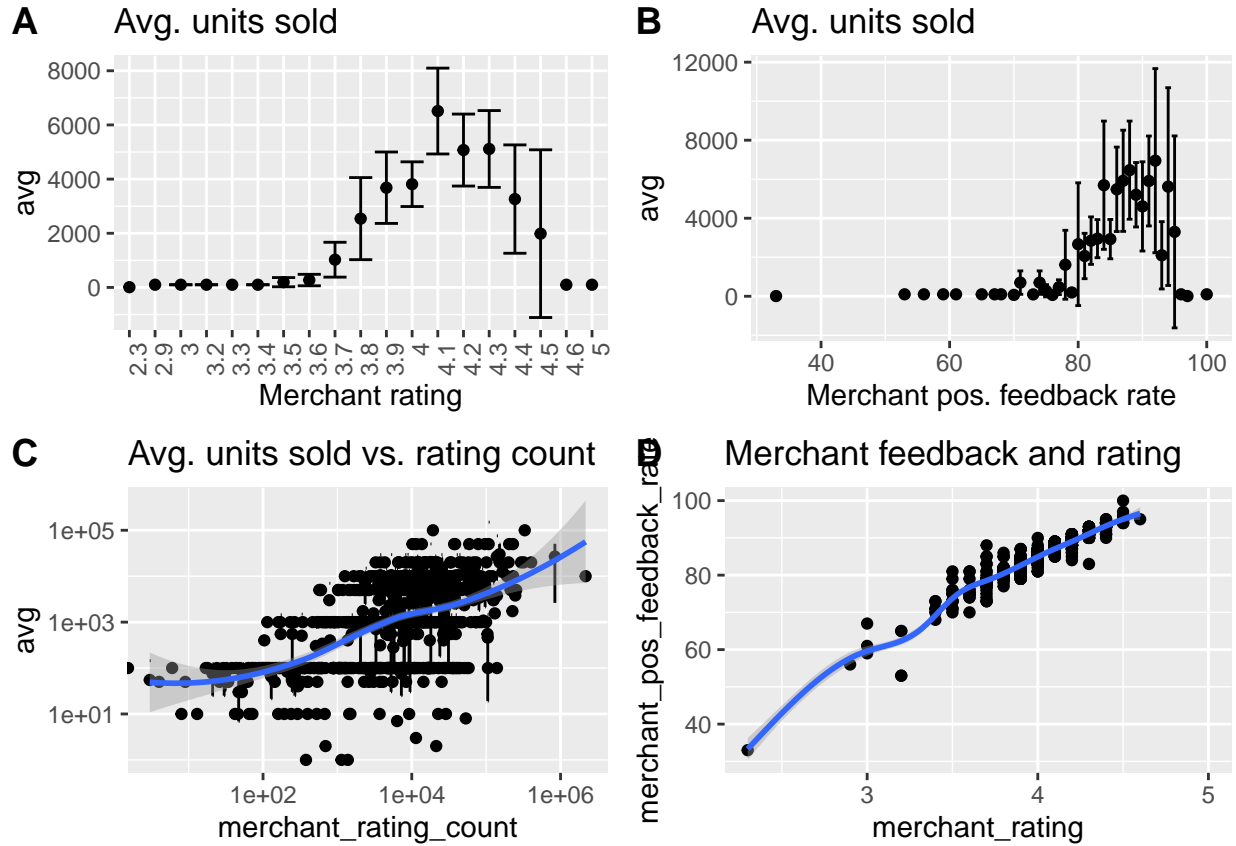 A
Avg. units sold
8000
6000
4000
2000
0
avg
2.3
2.9
3
3.2
3.3
3.4
3.5
3.6
3.7
3.8
3.9
4
4.1
4.2
4.3
4.4
4.5
4.6
5
Merchant rating
B
Avg. units sold
12000
8000
4000
0
avg
40
60
80
100
Merchant pos. feedback rate
C
Avg. units sold vs. rating count
1e+05
1e+03
1e+01
avg
1e+02
1e+04
1e+06
merchant_rating_count
D
Merchant feedback and rating
100
80
60
40
merchant_pos_feedback_rate
3
4
5
merchant_rating